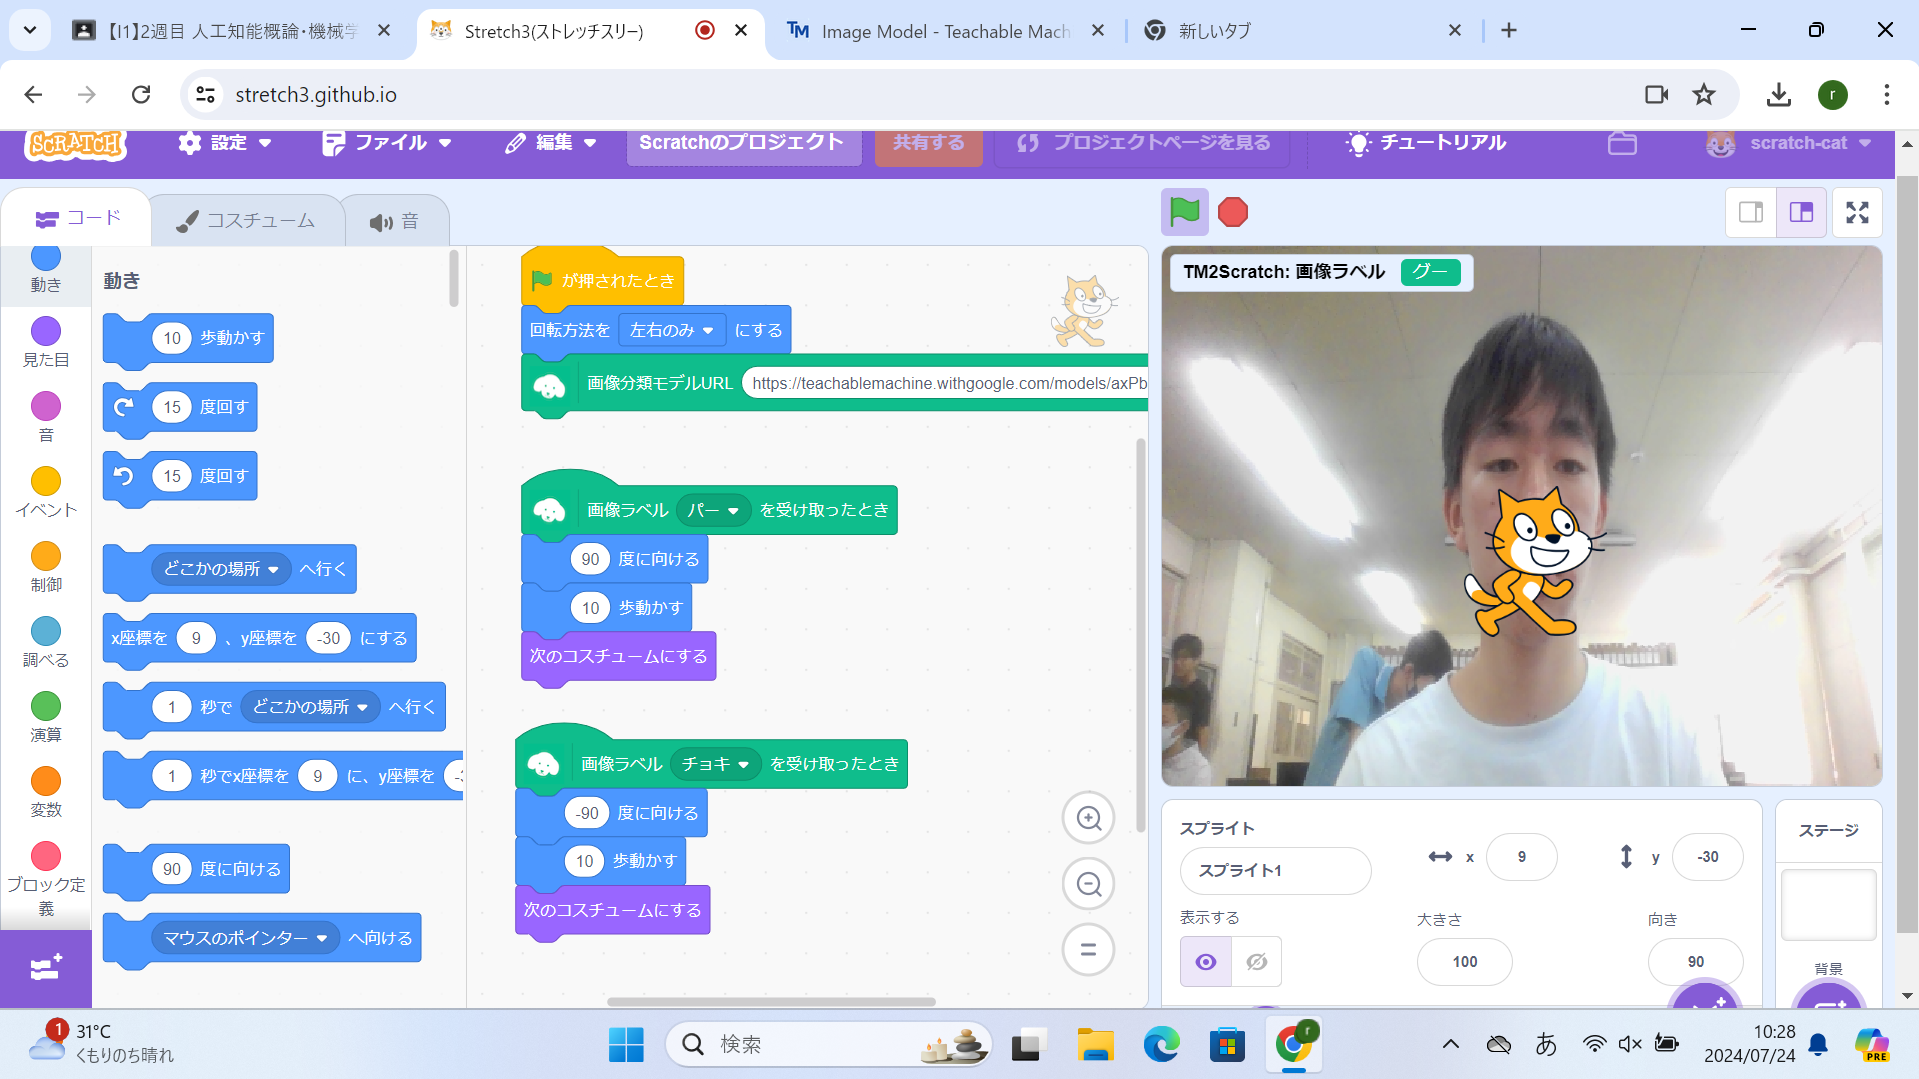 【I1】2週目 人工知能概論・機械学
Stretch3(ストレッチスリー)
TM Image Model - Teachable Mach
新しいタブ
stretch3.github.io
r
SCRATCH
設定
ファイル
編集
Scratchのプロジェクト
共有する
プロジェクトページを見る
チュートリアル
scratch-cat
コード
コスチューム
音
動き
見た目
音
イベント
制御
調べる
演算
変数
ブロック定
義
動き
10 歩動かす
15 度回す
15 度回す
どこかの場所 へ行く
x座標を 9 、y座標を -30 にする
1 秒で どこかの場所 へ行く
1 秒でx座標を 9 に、y座標を
90 度に向ける
マウスのポインター へ向ける
が押されたとき
回転方法を 左右のみ にする
画像分類モデルURL https://teachablemachine.withgoogle.com/models/axPb
画像ラベル パー を受け取ったとき
90 度に向ける
10 歩動かす
次のコスチュームにする
画像ラベル チョキ を受け取ったとき
-90 度に向ける
10 歩動かす
次のコスチュームにする
TM2Scratch: 画像ラベル グー
スプライト
スプライト1
x 9
y -30
表示する
大きさ
100
向き
90
ステージ
背景
1
31°C
くもりのち晴れ
検索
r
あ
10:28
2024/07/24
PRE